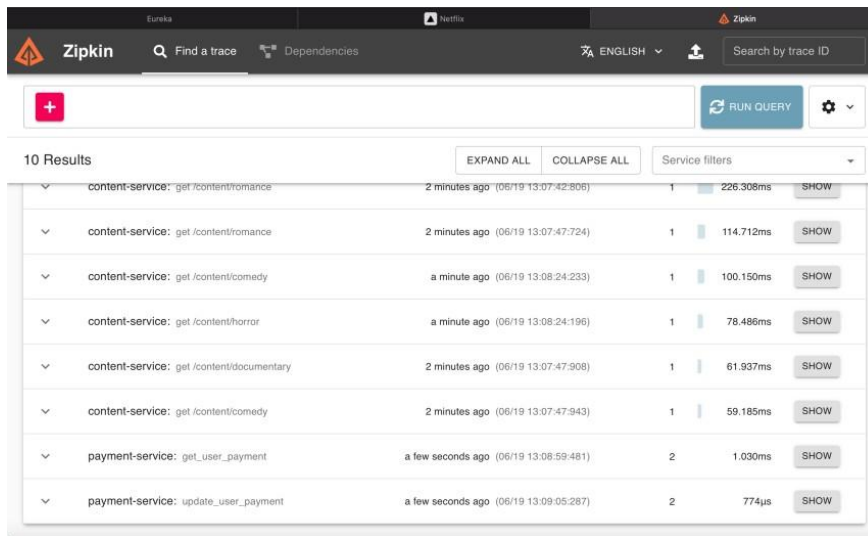 Eureka Netflix Zipkin
Zipkin Find a trace Dependencies ENGLISH Search by trace ID
+ RUN QUERY
10 Results EXPAND ALL COLLAPSE ALL Service filters
content-service: get /content/romance 2 minutes ago (06/19 13:07:42:806) 1 226.308ms SHOW
content-service: get /content/romance 2 minutes ago (06/19 13:07:47:724) 1 114.712ms SHOW
content-service: get /content/comedy a minute ago (06/19 13:08:24:233) 1 100.150ms SHOW
content-service: get /content/horror a minute ago (06/19 13:08:24:196) 1 78.486ms SHOW
content-service: get /content/documentary 2 minutes ago (06/19 13:07:47:908) 1 61.937ms SHOW
content-service: get /content/comedy 2 minutes ago (06/19 13:07:47:943) 1 59.185ms SHOW
payment-service: get_user_payment a few seconds ago (06/19 13:08:59:481) 2 1.030ms SHOW
payment-service: update_user_payment a few seconds ago (06/19 13:09:05:287) 2 774μs SHOW